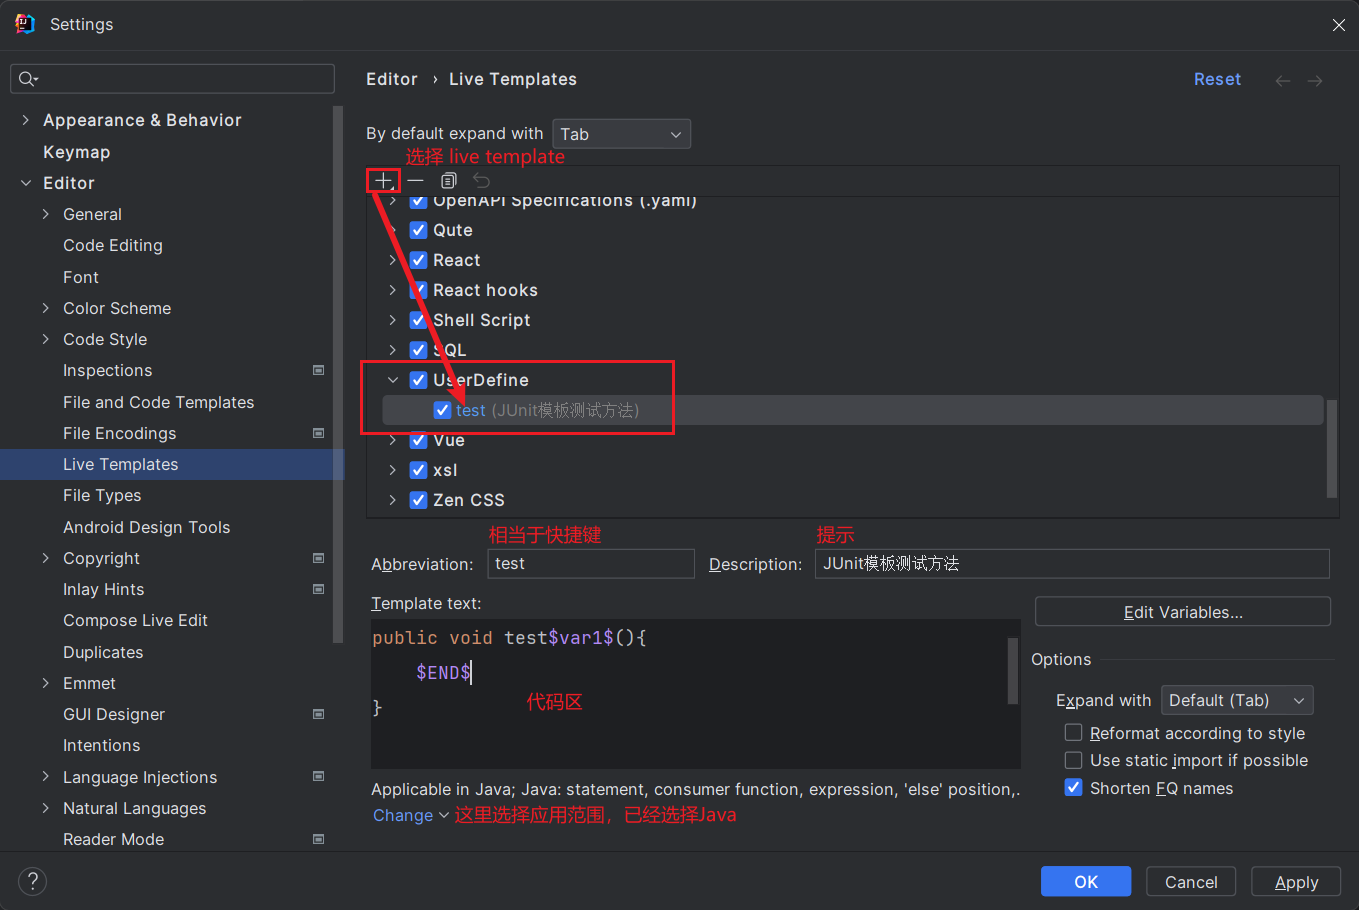 Settings
Appearance & Behavior
Keymap
Editor
General
Code Editing
Font
Color Scheme
Code Style
Inspections
File and Code Templates
File Encodings
Live Templates
File Types
Android Design Tools
Copyright
Inlay Hints
Compose Live Edit
Duplicates
Emmet
GUI Designer
Intentions
Language Injections
Natural Languages
Reader Mode
Editor › Live Templates
Reset
By default expand with Tab
选择 live template
OpenAPI Specifications (.yaml)
Qute
React
React hooks
Shell Script
SQL
UserDefine
test (JUnit模板测试方法)
Vue
xsl
Zen CSS
相当于快捷键
提示
Abbreviation: test
Description: JUnit模板测试方法
Template text:
public void test$var1$(){
$END$
}
代码区
Edit Variables...
Options
Expand with Default (Tab)
Reformat according to style
Use static import if possible
Shorten FQ names
Applicable in Java; Java: statement, consumer function, expression, 'else' position,.
Change 这里选择应用范围，已经选择Java
?
OK
Cancel
Apply